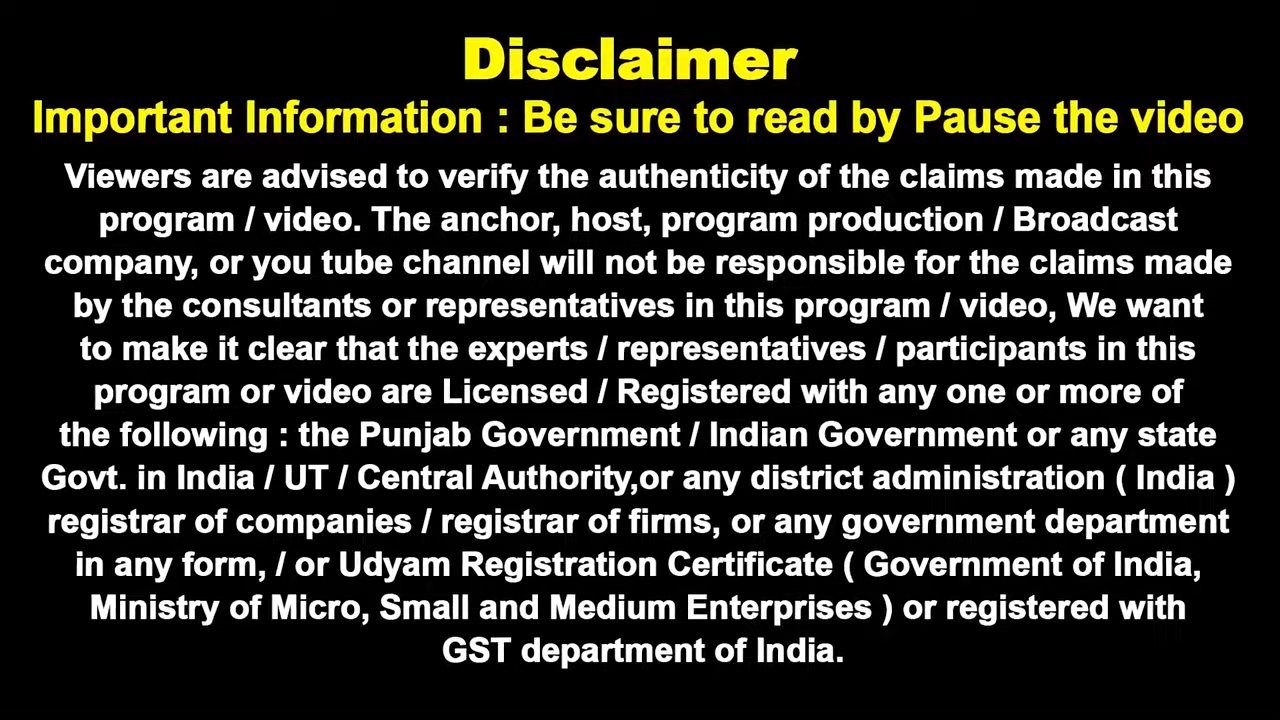 Disclaimer
Important Information : Be sure to read by Pause the video
Viewers are advised to verify the authenticity of the claims made in this
program / video. The anchor, host, program production / Broadcast
company, or you tube channel will not be responsible for the claims made
by the consultants or representatives in this program / video, We want
to make it clear that the experts / representatives / participants in this
program or video are Licensed / Registered with any one or more of
the following : the Punjab Government / Indian Government or any state
Govt. in India / UT / Central Authority,or any district administration ( India )
registrar of companies / registrar of firms, or any government department
in any form, / or Udyam Registration Certificate ( Government of India,
Ministry of Micro, Small and Medium Enterprises ) or registered with
GST department of India.